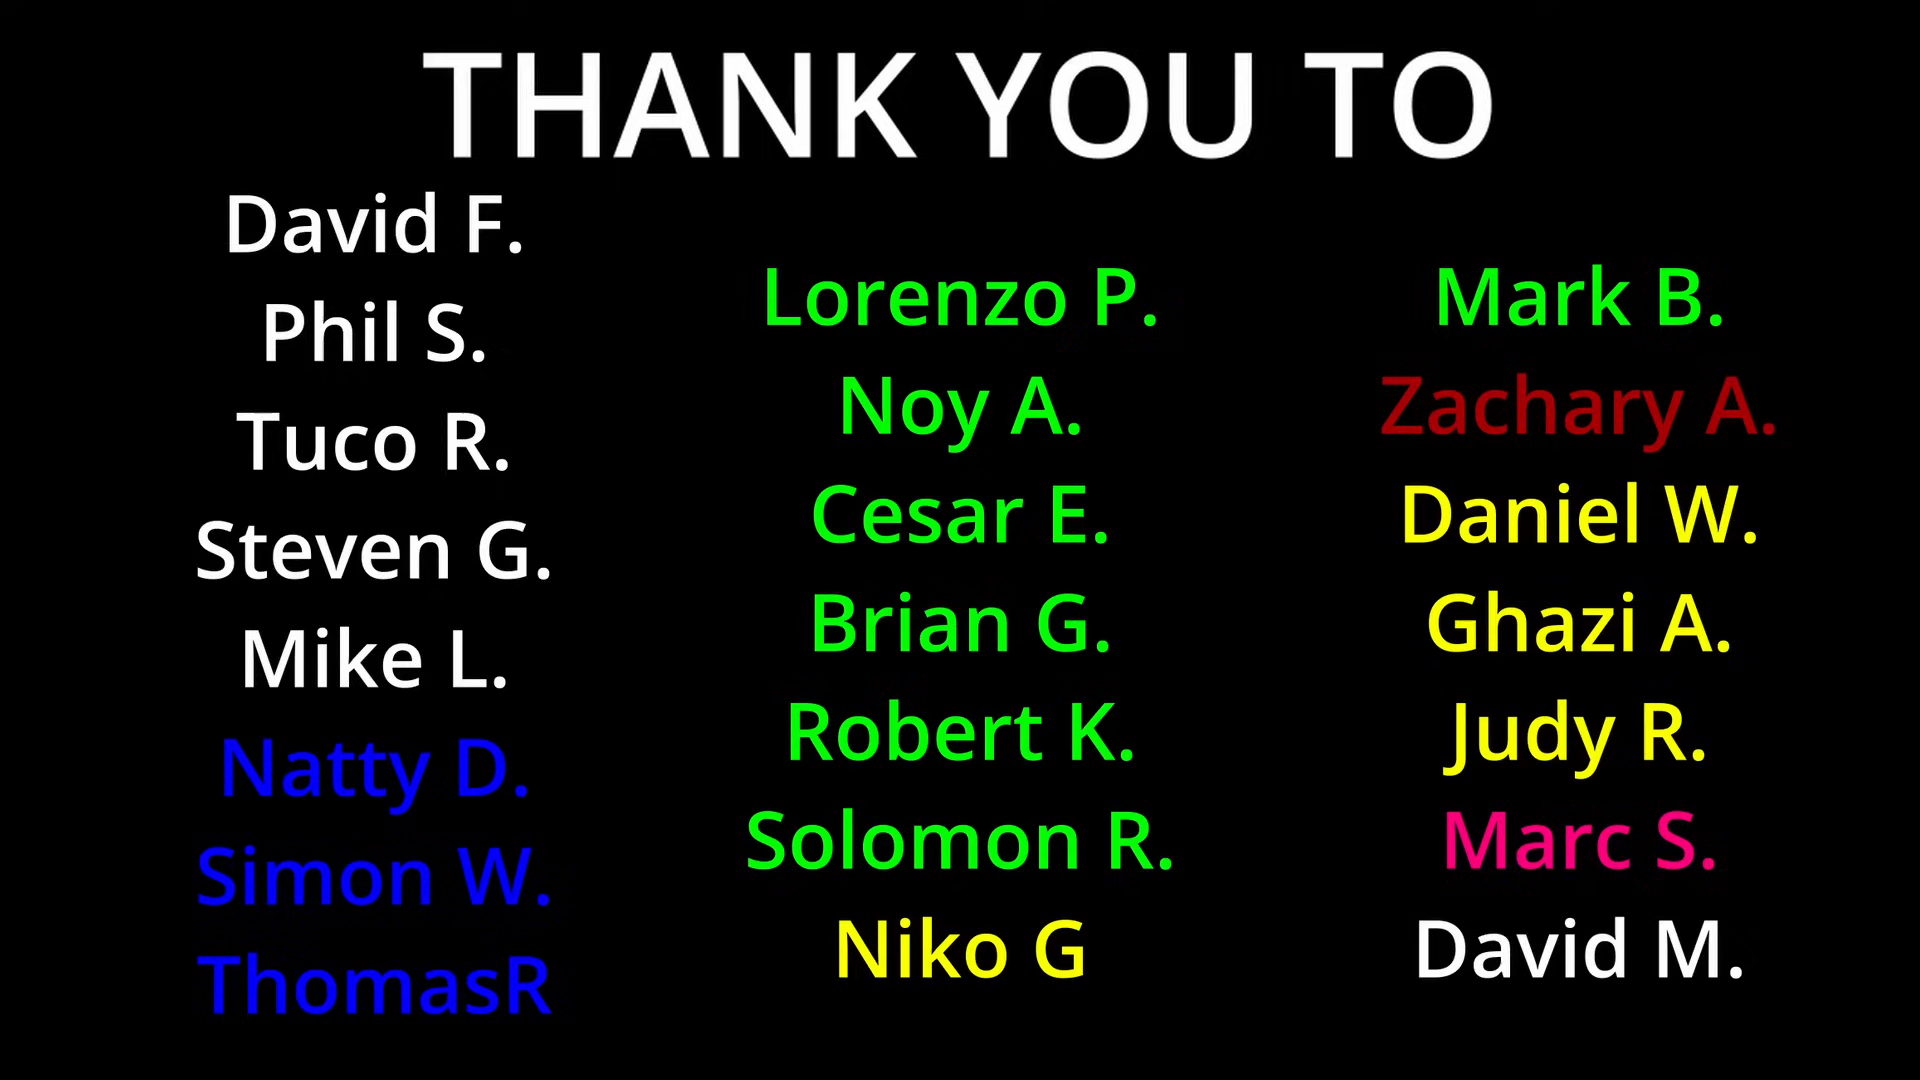 THANK YOU TO
David F.
Phil S.
Tuco R.
Steven G.
Mike L.
Natty D.
Simon W.
ThomasR
Lorenzo P.
Noy A.
Cesar E.
Brian G.
Robert K.
Solomon R.
Niko G
Mark B.
Zachary A.
Daniel W.
Ghazi A.
Judy R.
Marc S.
David M.